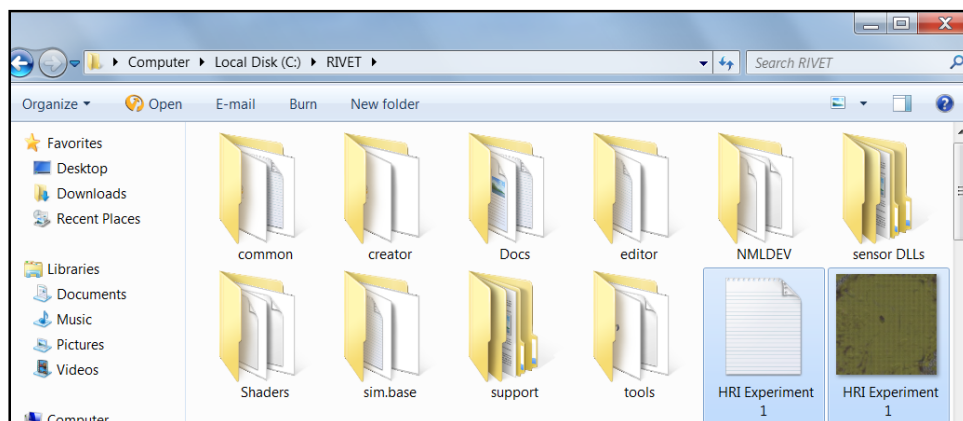 Computer Local Disk (C:) RIVET
Search RIVET
Organize Open E-mail Burn New folder
Favorites
Desktop
Downloads
Recent Places
Libraries
Documents
Music
Pictures
Videos
Computer
common creator Docs editor NMLDEV sensor DLLs
Shaders sim.base support tools HRI Experiment HRI Experiment
1 1